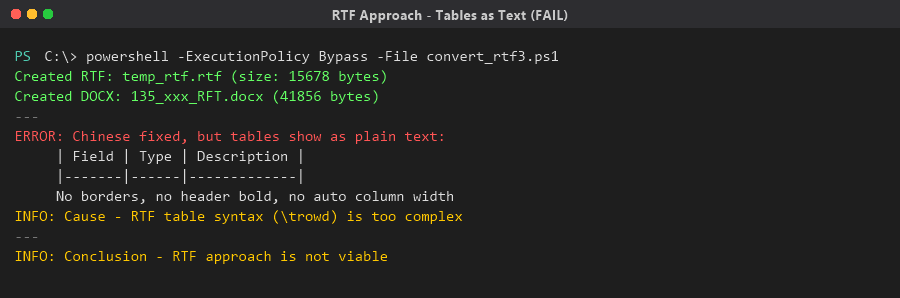 RTF Approach - Tables as Text (FAIL)
PS C:\> powershell -ExecutionPolicy Bypass -File convert_rtf3.ps1
Created RTF: temp_rtf.rtf (size: 15678 bytes)
Created DOCX: 135_xxx_RFT.docx (41856 bytes)
---
ERROR: Chinese fixed, but tables show as plain text:
| Field | Type | Description |
|-------|------|-------------|
No borders, no header bold, no auto column width
INFO: Cause - RTF table syntax (\trowd) is too complex
---
INFO: Conclusion - RTF approach is not viable